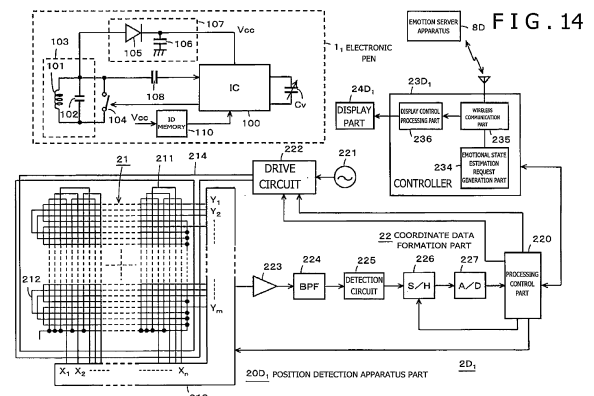 FIG. 14
EMOTION SERVER APPARATUS
8D
107
Vcc
103
105
106
1₁ ELECTRONIC PEN
101
102
104
108
IC
100
Cv
Vcc
ID MEMORY
110
24D₁
DISPLAY PART
23D₁
DISPLAY CONTROL PROCESSING PART
236
WIRELESS COMMUNICATION PART
235
234
EMOTIONAL STATE ESTIMATION REQUEST GENERATION PART
CONTROLLER
21
211
214
222
DRIVE CIRCUIT
221
Y₁
Y₂
Yₘ
212
X₁ X₂
Xₙ
22 COORDINATE DATA FORMATION PART
220
PROCESSING CONTROL PART
223
224
BPF
225
DETECTION CIRCUIT
226
S/H
227
A/D
20D₁ POSITION DETECTION APPARATUS PART
2D₁